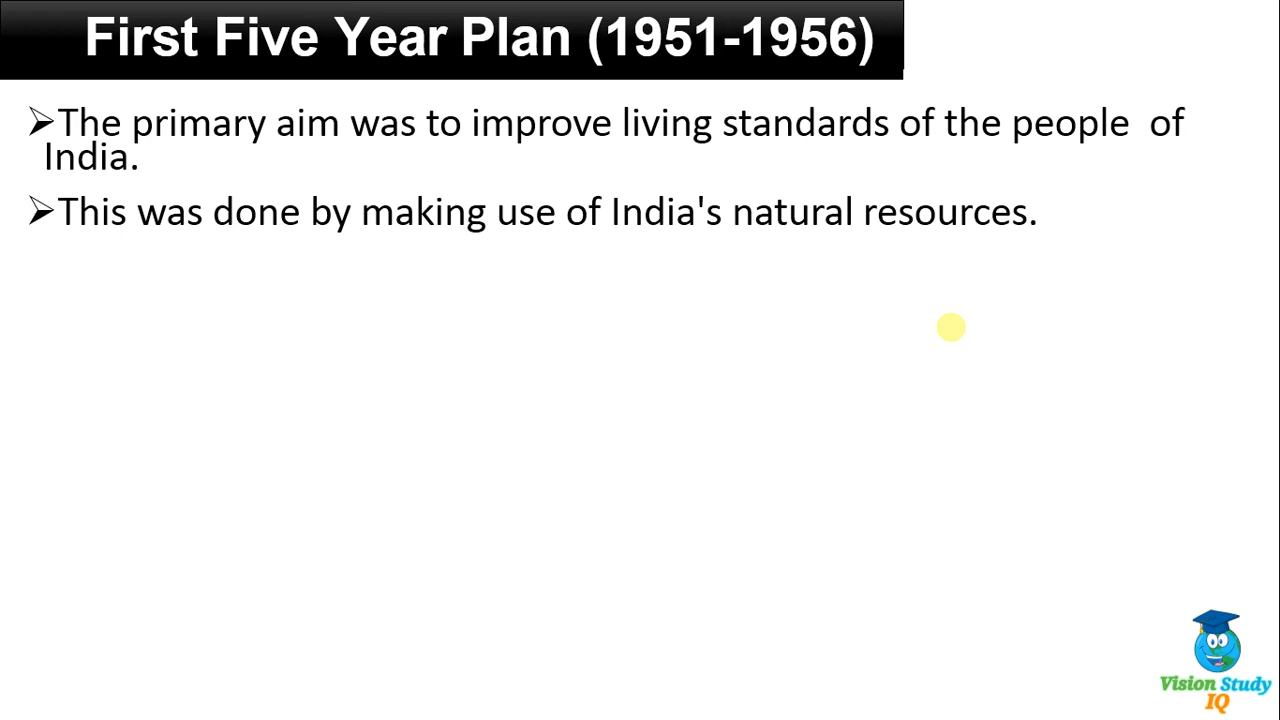 First Five Year Plan (1951-1956)
➢The primary aim was to improve living standards of the people  of
India.
➢This was done by making use of India's natural resources.
Vision Study
IQ